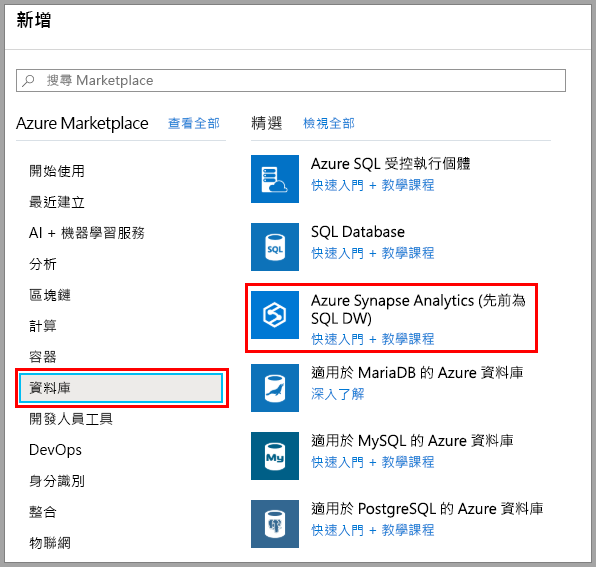 新增
搜尋 Marketplace
Azure Marketplace
查看全部
開始使用
最近建立
AI + 機器學習服務
分析
區塊鏈
計算
容器
資料庫
開發人員工具
DevOps
身分識別
整合
物聯網
精選
檢視全部
Azure SQL 受控執行個體
快速入門 + 教學課程
SQL Database
快速入門 + 教學課程
SQL
Azure Synapse Analytics (先前為
SQL DW)
快速入門 + 教學課程
適用於 MariaDB 的 Azure 資料庫
深入了解
適用於 MySQL 的 Azure 資料庫
快速入門 + 教學課程
My
適用於 PostgreSQL 的 Azure 資料庫
快速入門 + 教學課程